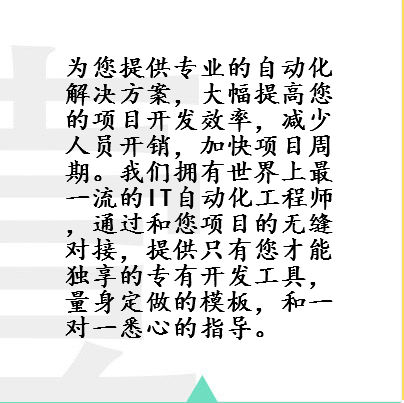 为您提供专业的自动化
解决方案，大幅提高您
的项目开发效率，减少
人员开销，加快项目周
期。我们拥有世界上最
一流的IT自动化工程师
，通过和您项目的无缝
对接，提供只有您才能
独享的专有开发工具，
量身定做的模板，和一
对一悉心的指导。